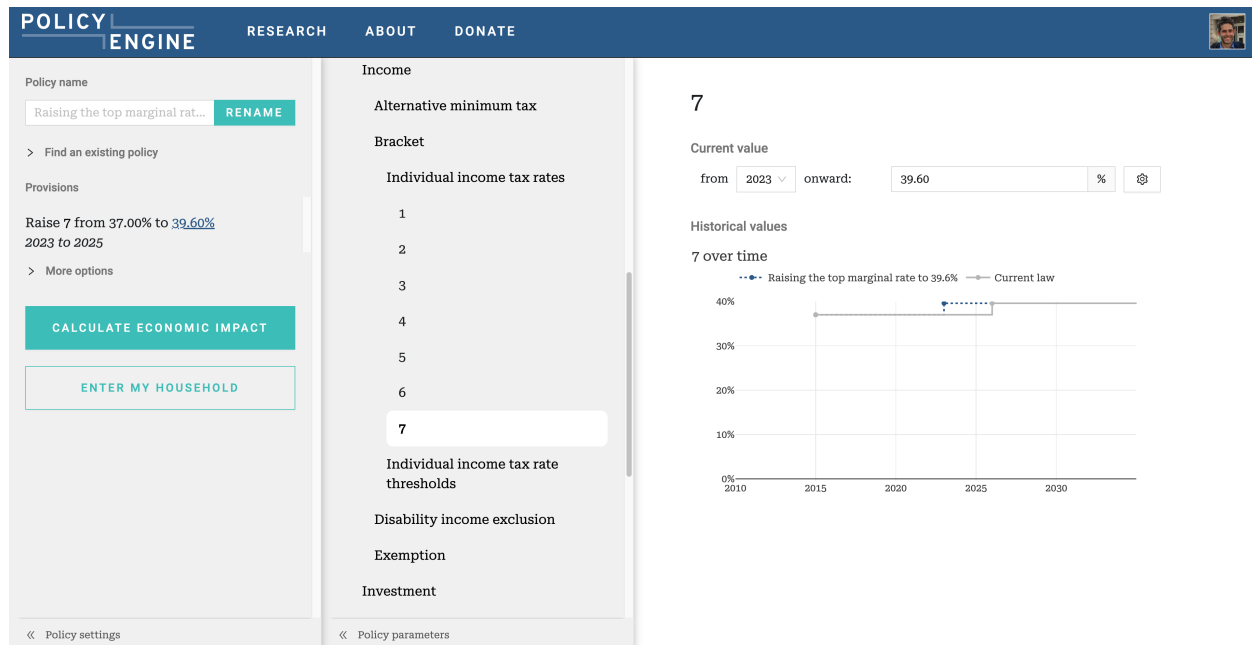 POLICY
ENGINE
RESEARCH
ABOUT
DONATE
Policy name
Raising the top marginal rat...
RENAME
Find an existing policy
Provisions
Raise 7 from 37.00% to 39.60%
2023 to 2025
More options
CALCULATE ECONOMIC IMPACT
ENTER MY HOUSEHOLD
Policy settings
Income
Alternative minimum tax
Bracket
Individual income tax rates
1
2
3
4
5
6
7
Individual income tax rate
thresholds
Disability income exclusion
Exemption
Investment
Policy parameters
7
Current value
from 2023 onward: 39.60 %
Historical values
7 over time
Raising the top marginal rate to 39.6% Current law
40%
30%
20%
10%
0%
2010 2015 2020 2025 2030